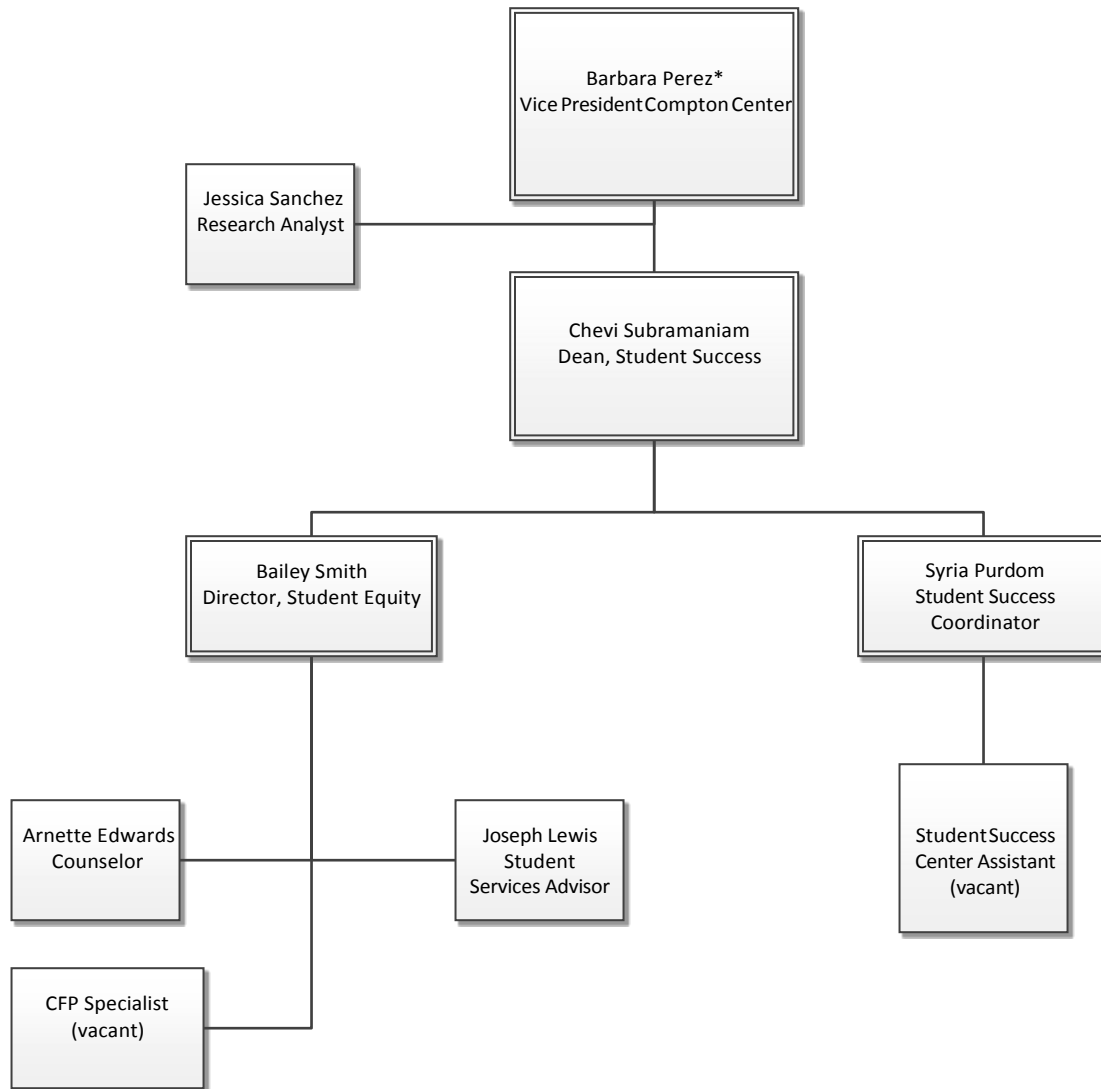 Barbara Perez*
Vice President Compton Center
Jessica Sanchez
Research Analyst
Chevi Subramaniam
Dean, Student Success
Bailey Smith
Director, Student Equity
Syria Purdom
Student Success
Coordinator
Arnette Edwards
Counselor
Joseph Lewis
Student
Services Advisor
Student Success
Center Assistant
(vacant)
CFP Specialist
(vacant)